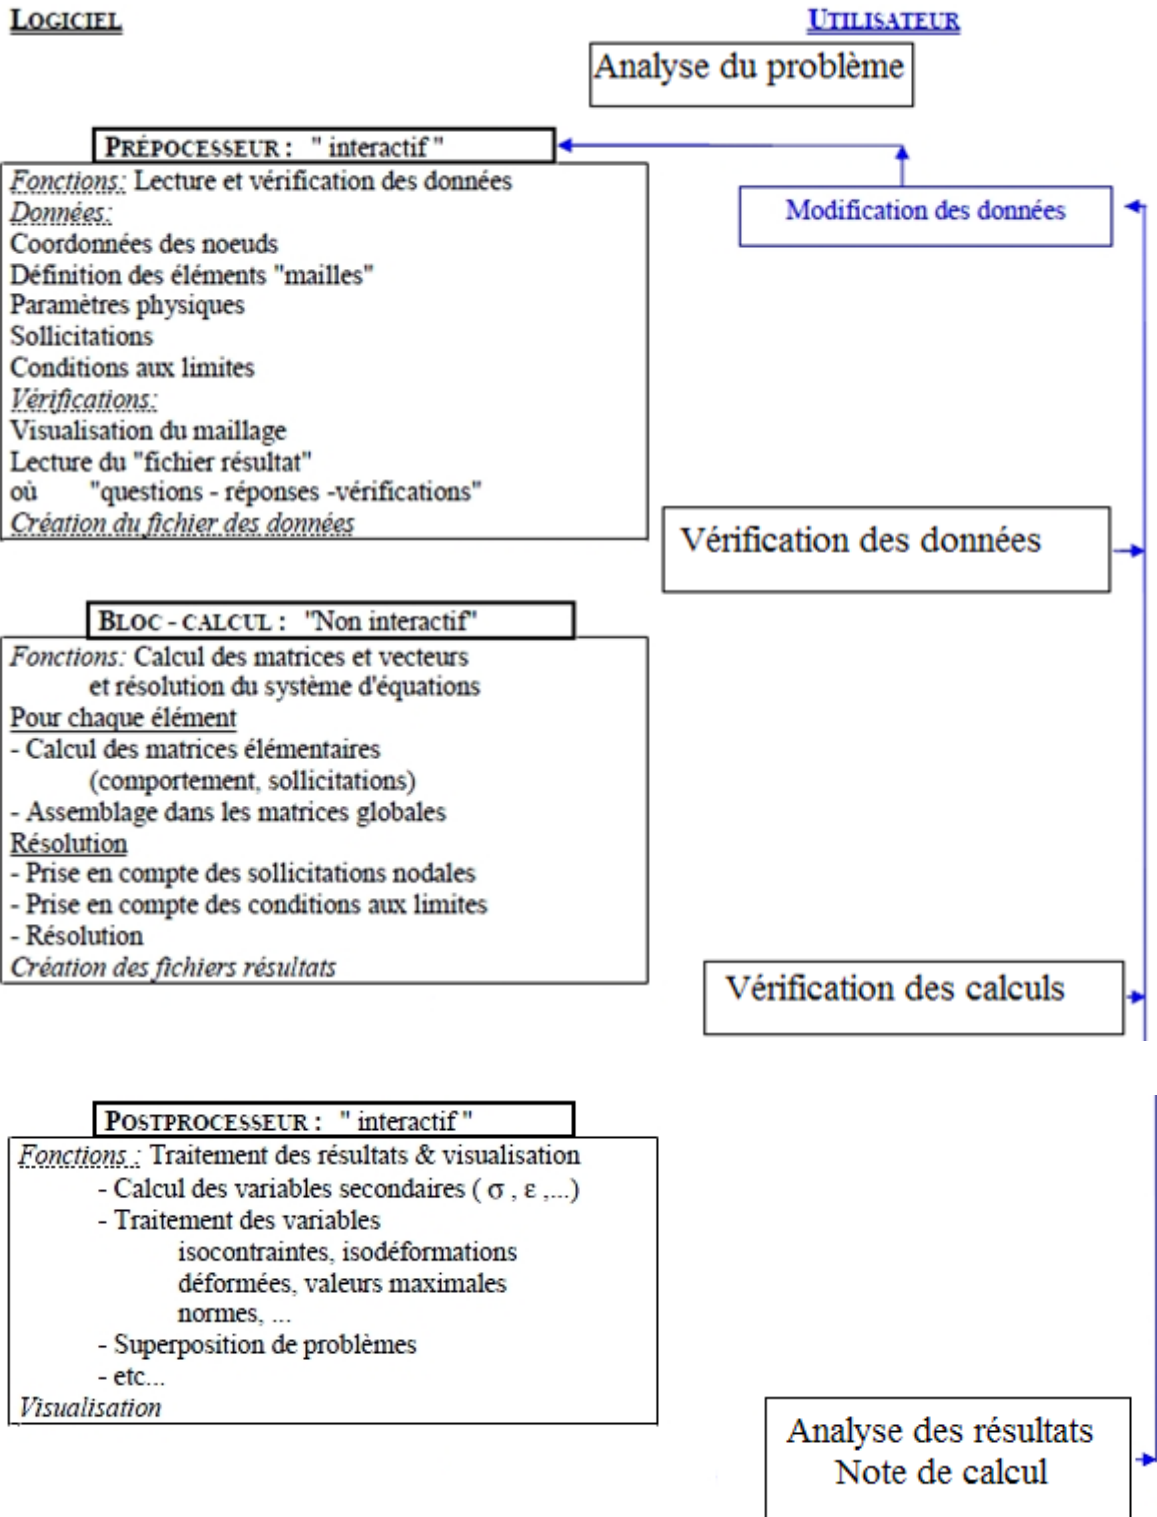 LOGICIEL
UTILISATEUR
Analyse du problème
PRÉPOCESSEUR : " interactif "
Fonctions: Lecture et vérification des données
Données:
Modification des données
Coordonnées des noeuds
Définition des éléments "mailles"
Paramètres physiques
Sollicitations
Conditions aux limites
Vérifications:
Visualisation du maillage
Lecture du "fichier résultat"
où "questions - réponses -vérifications"
Création du fichier des données
Vérification des données
BLOC - CALCUL : "Non interactif"
Fonctions: Calcul des matrices et vecteurs
et résolution du système d'équations
Pour chaque élément
- Calcul des matrices élémentaires
(comportement, sollicitations)
- Assemblage dans les matrices globales
Résolution
- Prise en compte des sollicitations nodales
- Prise en compte des conditions aux limites
- Résolution
Création des fichiers résultats
Vérification des calculs
POSTPROCESSEUR : " interactif "
Fonctions : Traitement des résultats & visualisation
- Calcul des variables secondaires ( σ , ε ,...)
- Traitement des variables
isocontraintes, isodéformations
déformées, valeurs maximales
normes, ...
- Superposition de problèmes
- etc...
Visualisation
Analyse des résultats
Note de calcul